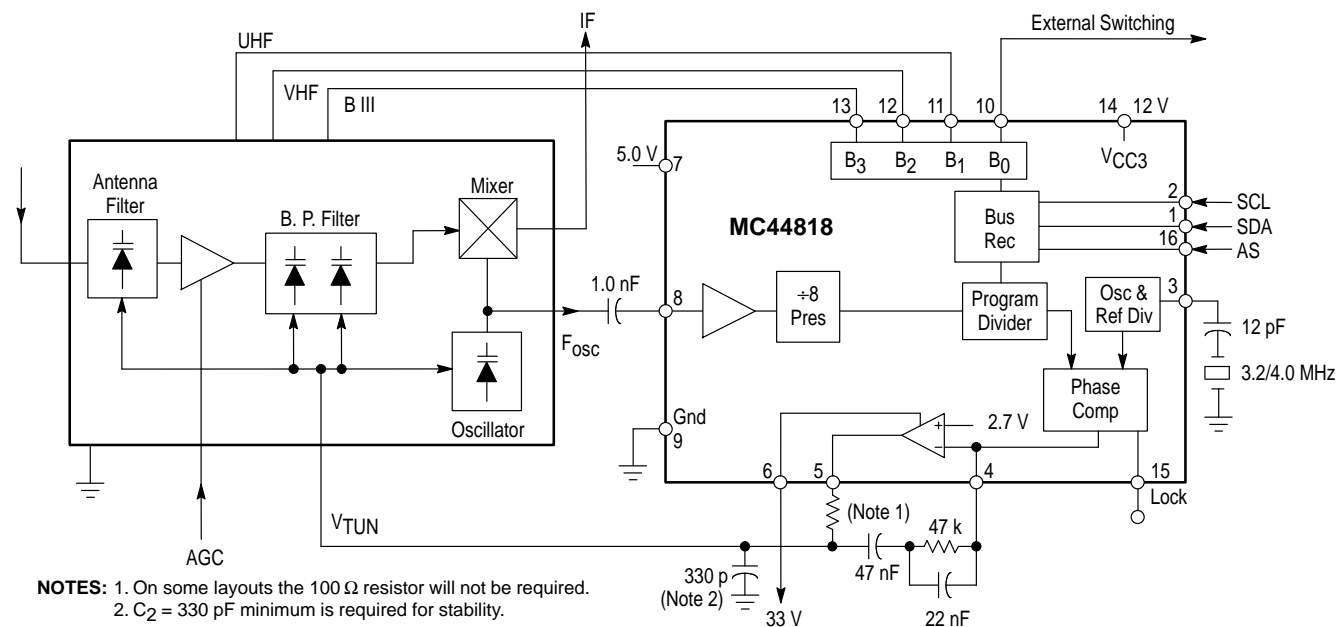 IF
External Switching
UHF
VHF
B III
13
12
11
10
14
12 V
5.0 V
7
B3
B2
B1
B0
VCC3
Antenna
Filter
B. P. Filter
Mixer
MC44818
Bus
Rec
2
SCL
1
SDA
16
AS
1.0 nF
8
÷8
Pres
Program
Divider
Osc &
Ref Div
3
12 pF
3.2/4.0 MHz
Fosc
Oscillator
Phase
Comp
Gnd
9
+
–
2.7 V
6
5
4
15
Lock
(Note 1)
47 k
VTUN
AGC
330 p
(Note 2)
47 nF
33 V
22 nF
NOTES: 1. On some layouts the 100 Ω resistor will not be required.
2. C2 = 330 pF minimum is required for stability.